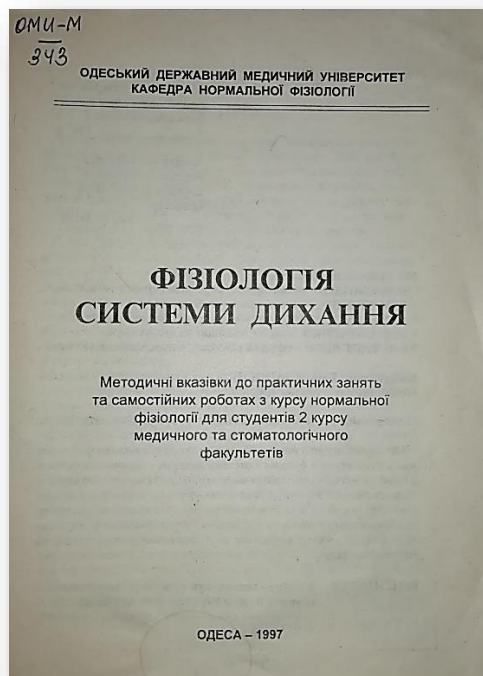 ОМИ-М
343
ОДЕСЬКИЙ ДЕРЖАВНИЙ МЕДИЧНИЙ УНІВЕРСИТЕТ
КАФЕДРА НОРМАЛЬНОЇ ФІЗІОЛОГІЇ
ФІЗІОЛОГІЯ
СИСТЕМИ ДИХАННЯ
Методичні вказівки до практичних занять
та самостійних роботах з курсу нормальної
фізіології для студентів 2 курсу
медичного та стоматологічного
факультетів
ОДЕСА – 1997